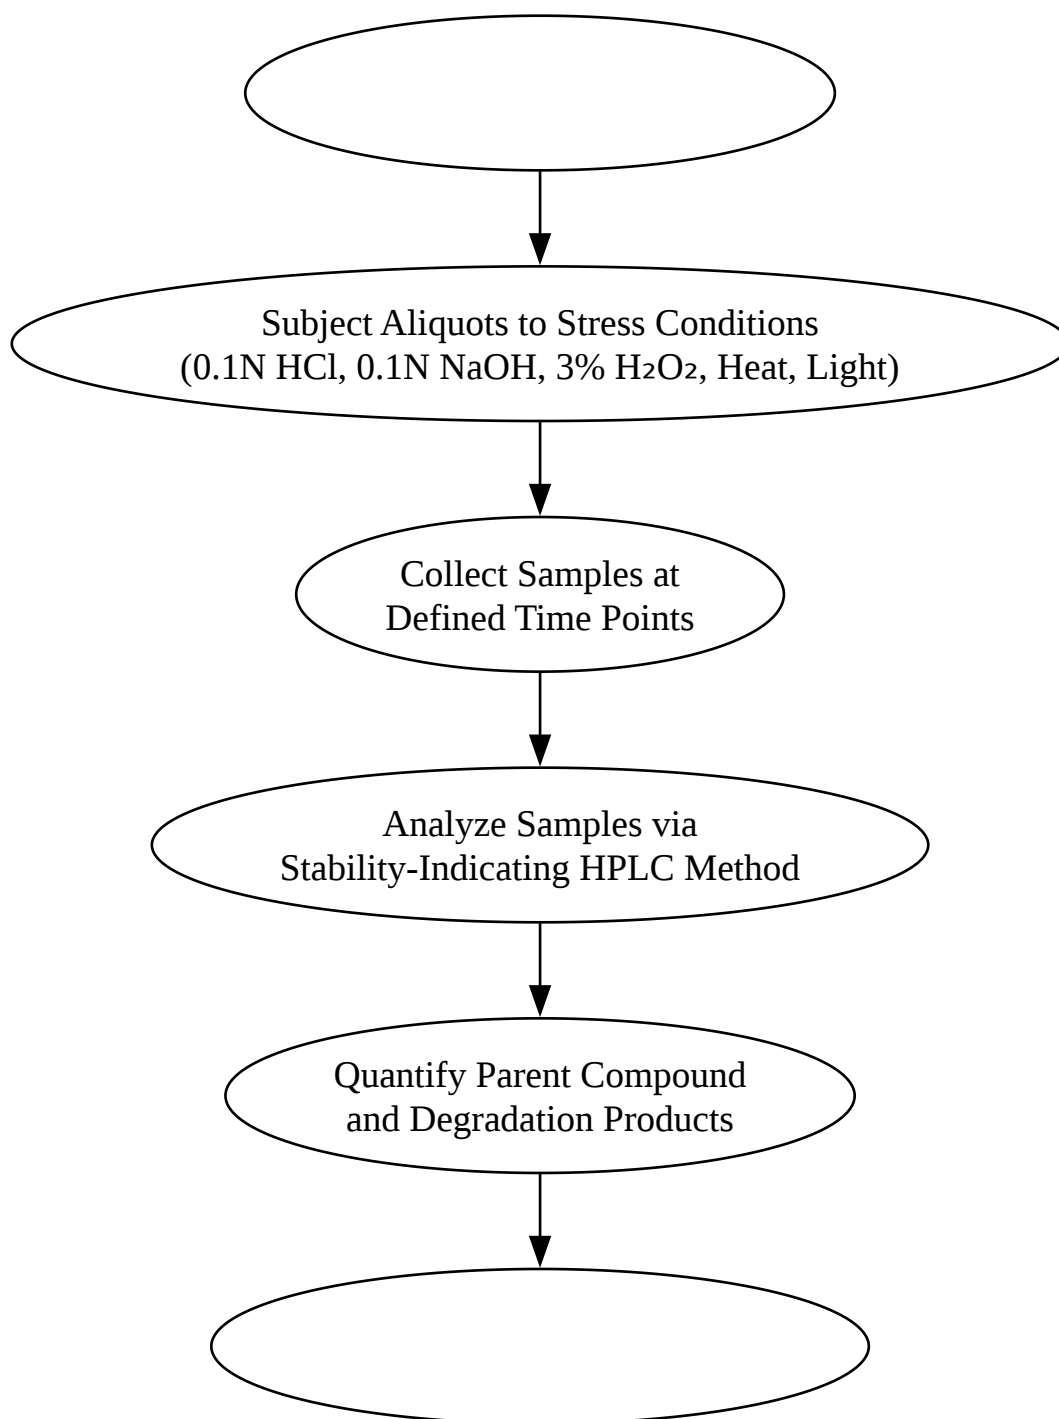 Subject Aliquots to Stress Conditions
(0.1N HCl, 0.1N NaOH, 3% H₂O₂, Heat, Light)
Collect Samples at
Defined Time Points
Analyze Samples via
Stability-Indicating HPLC Method
Quantify Parent Compound
and Degradation Products